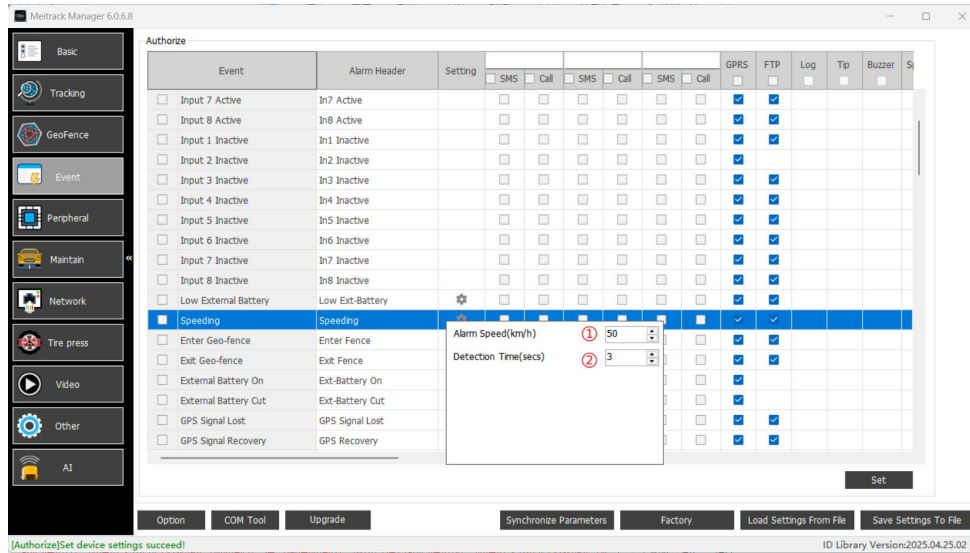 Meitrack Manager 6.0.6.8
Basic
Tracking
GeoFence
Event
Peripheral
Maintain
«
Network
Tire press
Video
Other
AI
Authorize
Event Alarm Header Setting SMS Call SMS Call SMS Call GPRS FTP Log Tip Buzzer
Input 7 Active In7 Active
Input 8 Active In8 Active
Input 1 Inactive In1 Inactive
Input 2 Inactive In2 Inactive
Input 3 Inactive In3 Inactive
Input 4 Inactive In4 Inactive
Input 5 Inactive In5 Inactive
Input 6 Inactive In6 Inactive
Input 7 Inactive In7 Inactive
Input 8 Inactive In8 Inactive
Low External Battery Low Ext-Battery
Speeding Speeding
Enter Geo-fence Enter Fence
Exit Geo-fence Exit Fence
External Battery On Ext-Battery On
External Battery Cut Ext-Battery Cut
GPS Signal Lost GPS Signal Lost
GPS Signal Recovery GPS Recovery
Alarm Speed(km/h) ① 50
Detection Time(secs) ② 3
Set
Option COM Tool Upgrade Synchronize Parameters Factory Load Settings From File Save Settings To File
[Authorize]Set device settings succeed! ID Library Version:2025.04.25.02